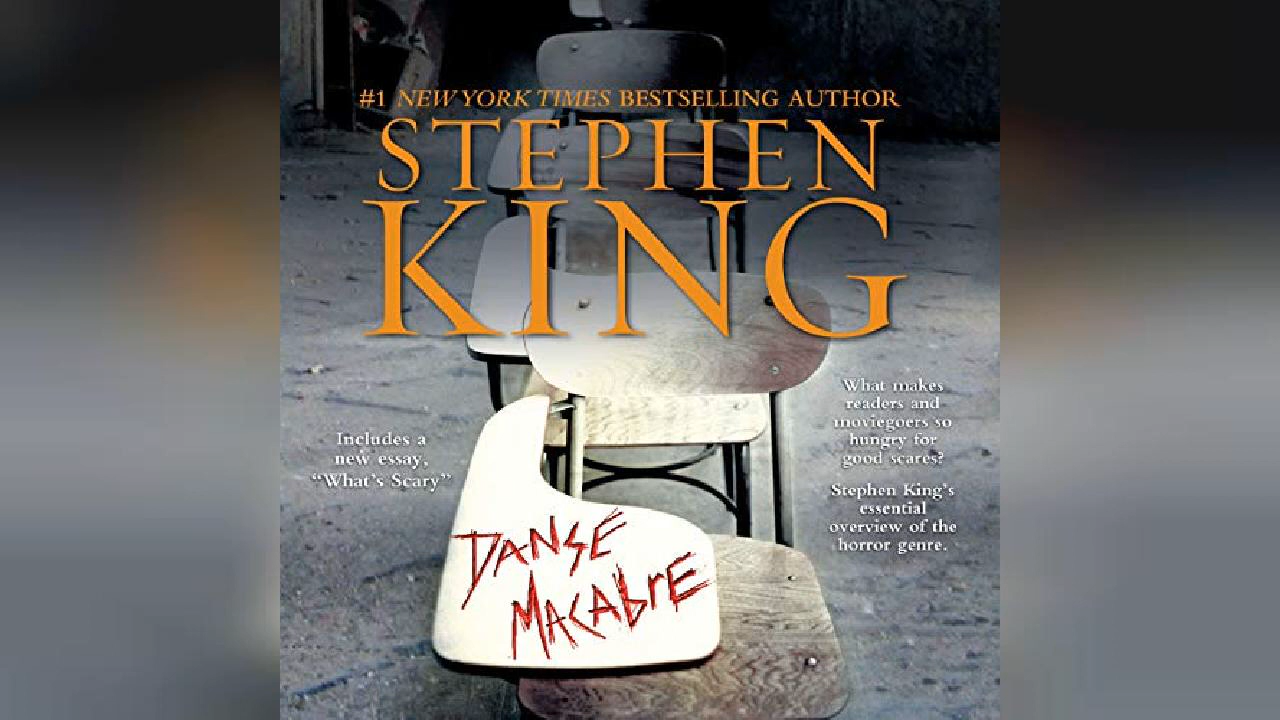 #1 NEW YORK TIMES BESTSELLING AUTHOR
STEPHEN
KING
Includes a
new essay,
“What's Scary”
What makes
readers and
moviegoers so
hungry for
good scares?
Stephen King's
essential
overview of the
horror genre.
DANSE
MACABrE